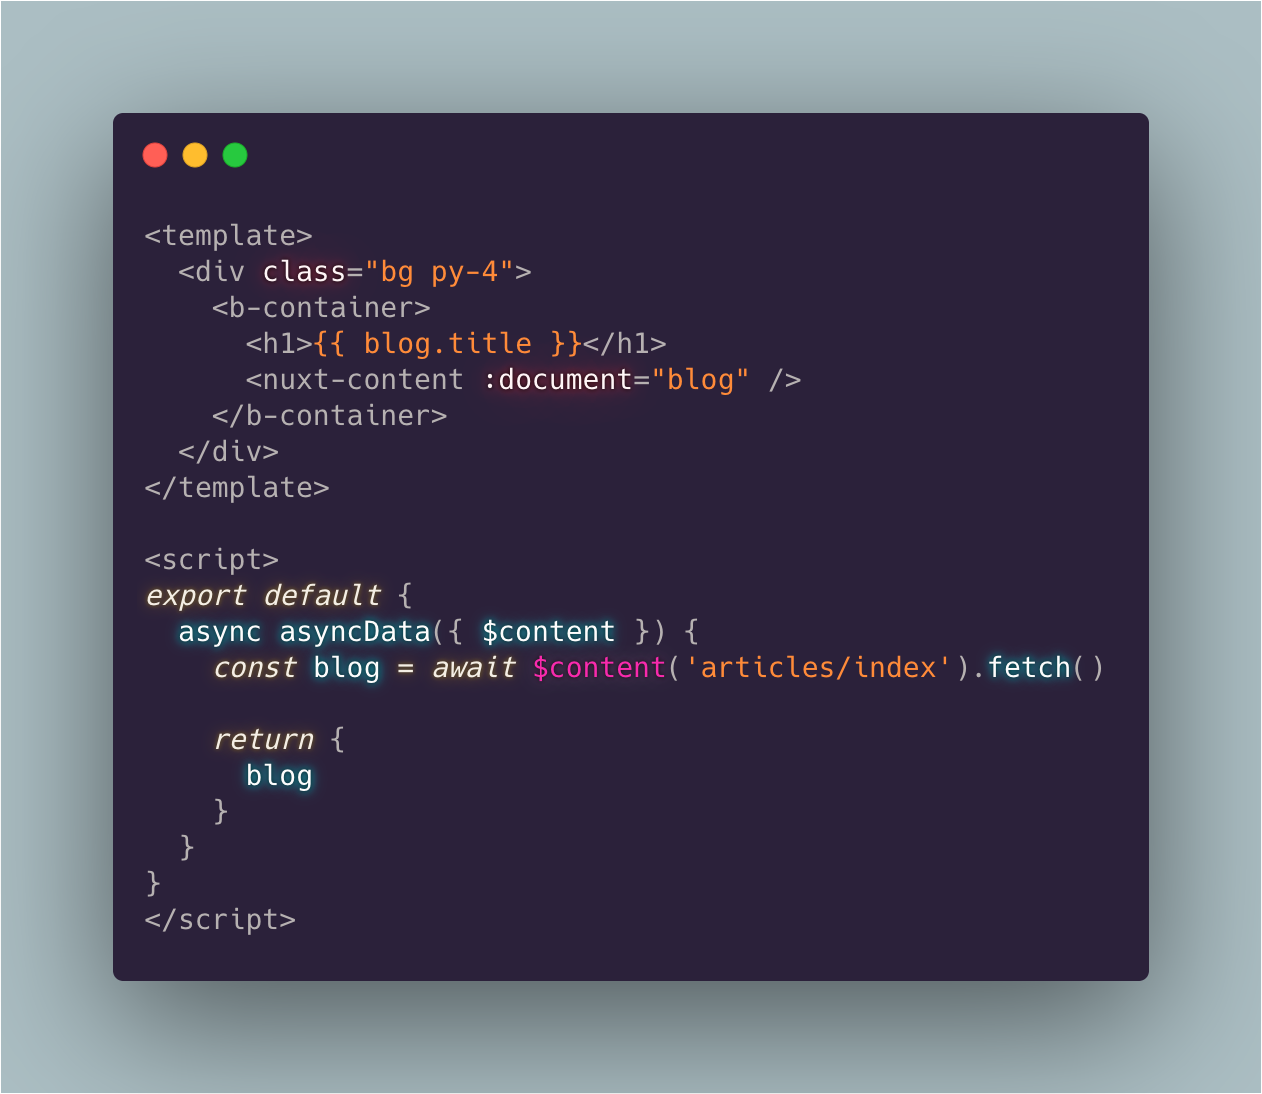 <template>
  <div class="bg py-4">
    <b-container>
      <h1>{{ blog.title }}</h1>
      <nuxt-content :document="blog" />
    </b-container>
  </div>
</template>

<script>
export default {
  async asyncData({ $content }) {
    const blog = await $content('articles/index').fetch()

    return {
      blog
    }
  }
}
</script>